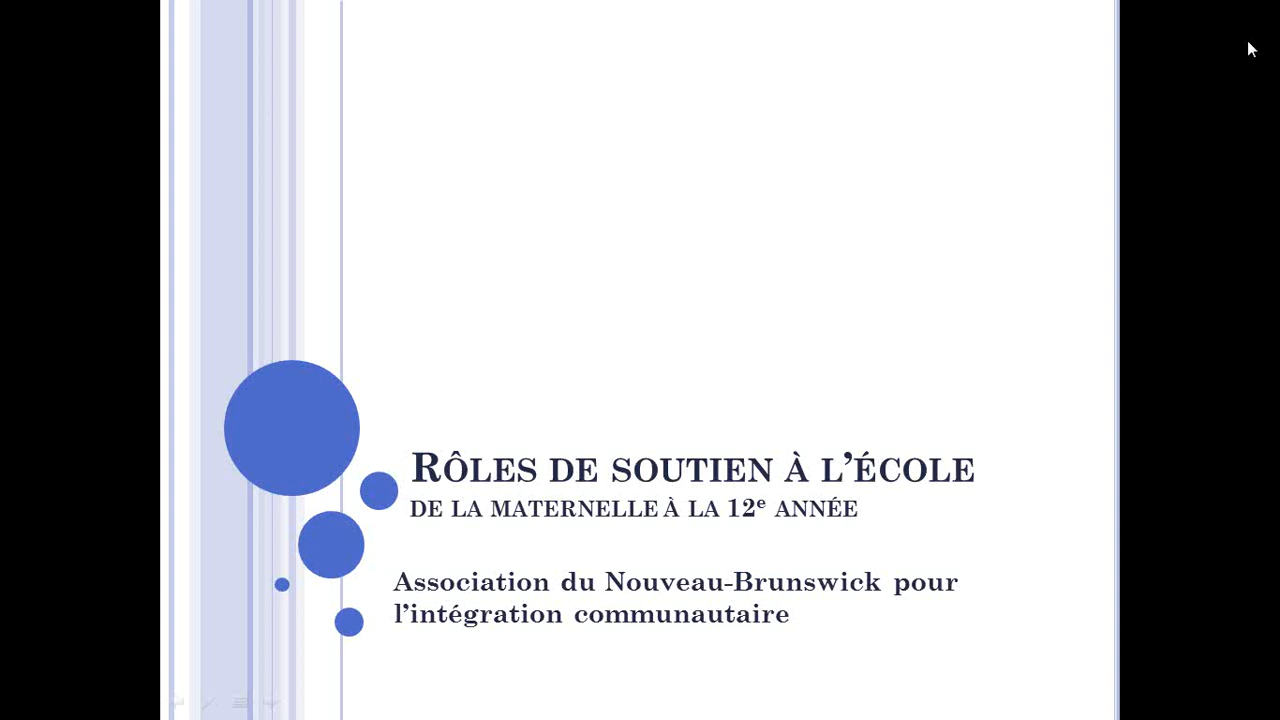 RÔLES DE SOUTIEN À L’ÉCOLE
DE LA MATERNELLE À LA 12e ANNÉE
Association du Nouveau-Brunswick pour
l’intégration communautaire